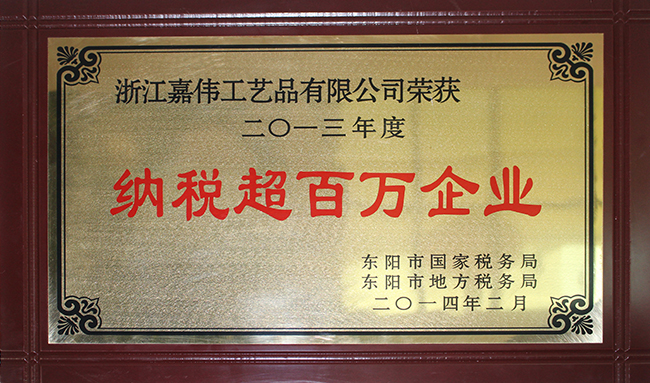 浙江嘉伟工艺品有限公司荣获
二〇一三年度
纳税超百万企业
东阳市国家税务局
东阳市地方税务局
二〇一四年二月